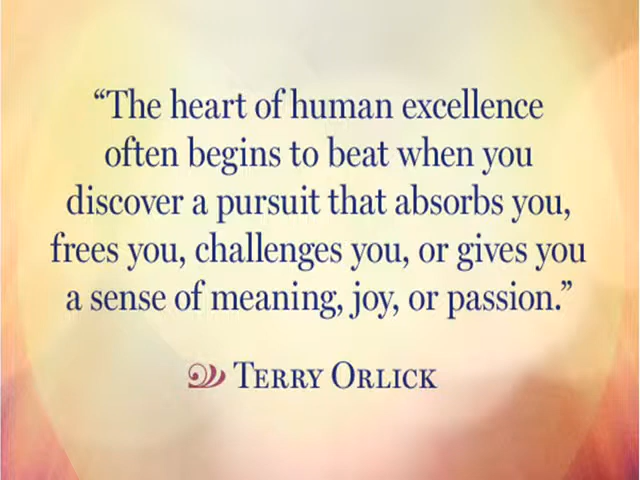 “The heart of human excellence
often begins to beat when you
discover a pursuit that absorbs you,
frees you, challenges you, or gives you
a sense of meaning, joy, or passion.”
Terry Orlick